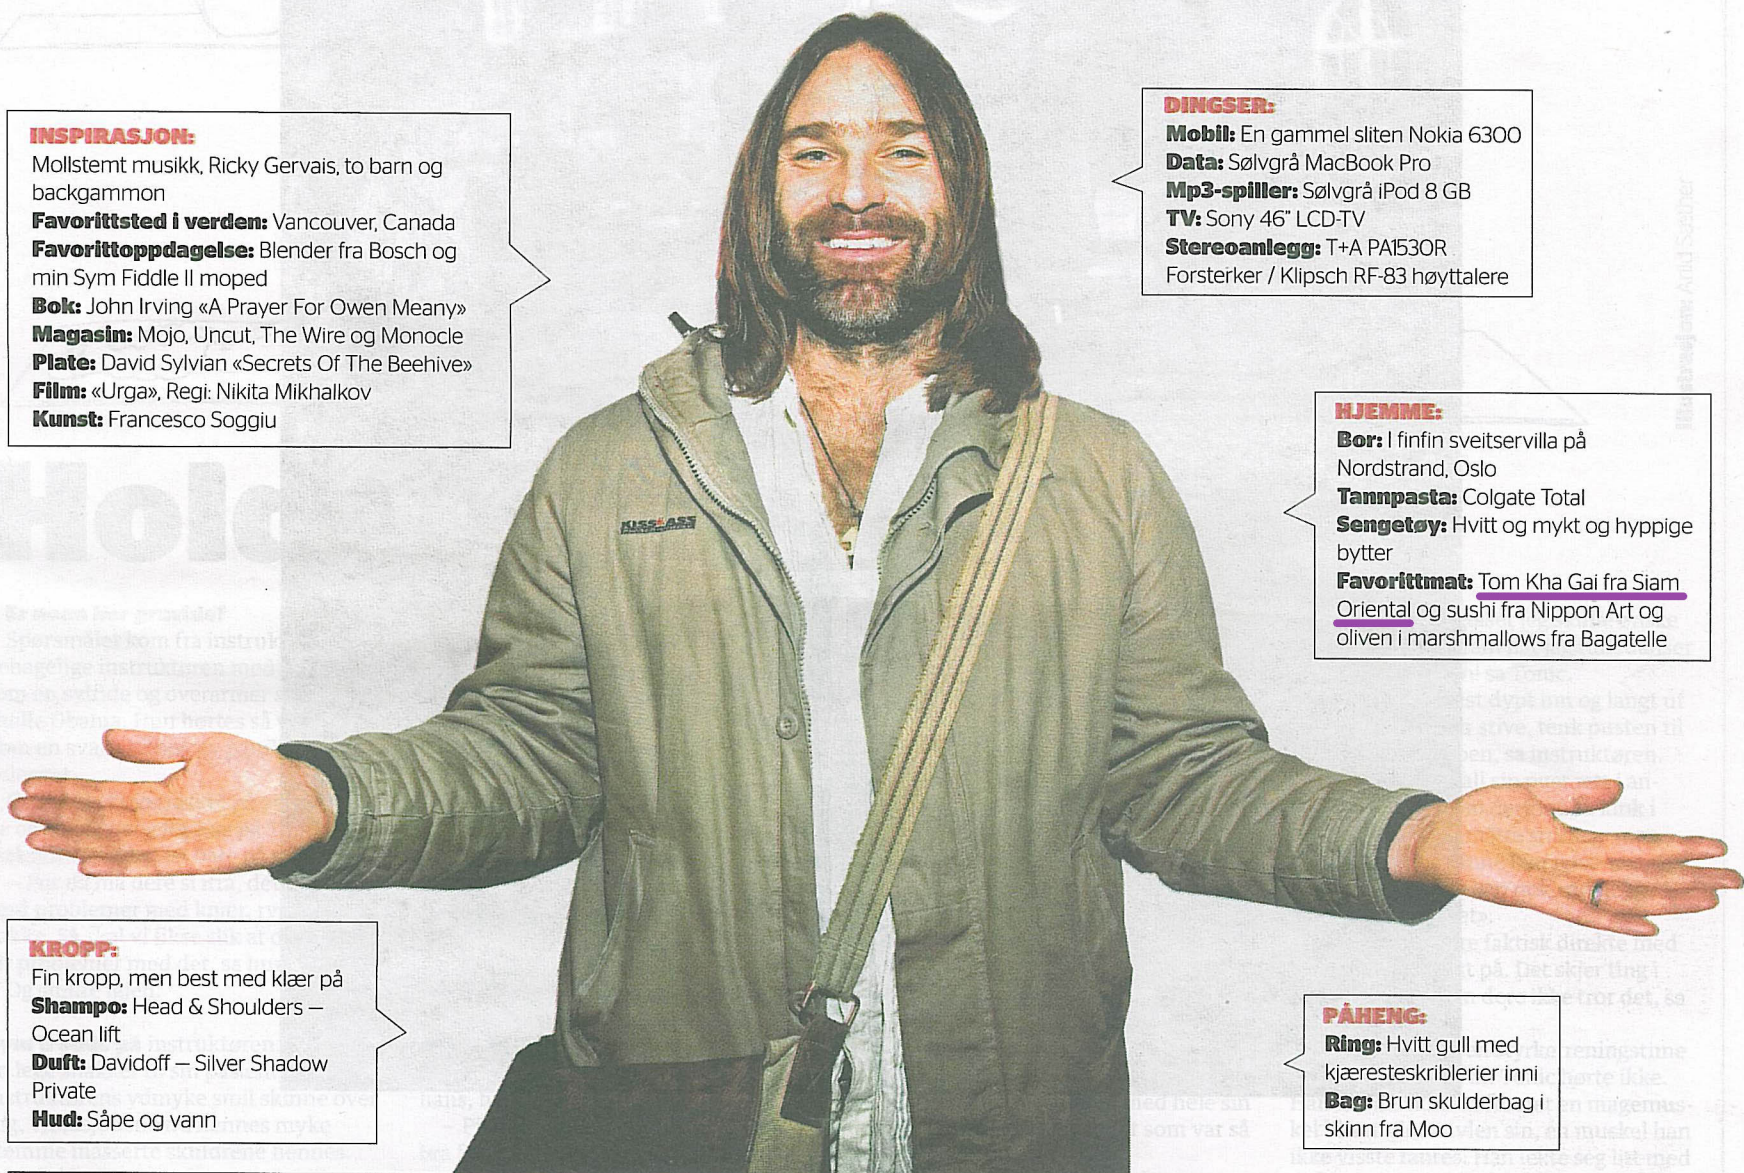 INSPIRASJON:
Mollstemt musikk, Ricky Gervais, to barn og
backgammon
Favorittsted i verden: Vancouver, Canada
Favorittoppdagelse: Blender fra Bosch og
min Sym Fiddle II moped
Bok: John Irving «A Prayer For Owen Meany»
Magasin: Mojo, Uncut, The Wire og Monocle
Plate: David Sylvian «Secrets Of The Beehive»
Film: «Urga», Regi: Nikita Mikhalkov
Kunst: Francesco Soggiu
DINGSER:
Mobil: En gammel sliten Nokia 6300
Data: Sølvgrå MacBook Pro
Mp3-spiller: Sølvgrå iPod 8 GB
TV: Sony 46" LCD-TV
Stereoanlegg: T+A PA1530R
Forsterker / Klipsch RF-83 høyttalere
HJEMME:
Bor: I finfin sveitservilla på
Nordstrand, Oslo
Tannpasta: Colgate Total
Sengetøy: Hvitt og mykt og hyppige
bytter
Favorittmat: Tom Kha Gai fra Siam
Oriental og sushi fra Nippon Art og
oliven i marshmallows fra Bagatelle
KISS ASS
KROPP:
Fin kropp, men best med klær på
Shampo: Head & Shoulders –
Ocean lift
Duft: Davidoff – Silver Shadow
Private
Hud: Såpe og vann
PÅHENG:
Ring: Hvitt gull med
kjæresteskriblerier inni
Bag: Brun skulderbag i
skinn fra Moo